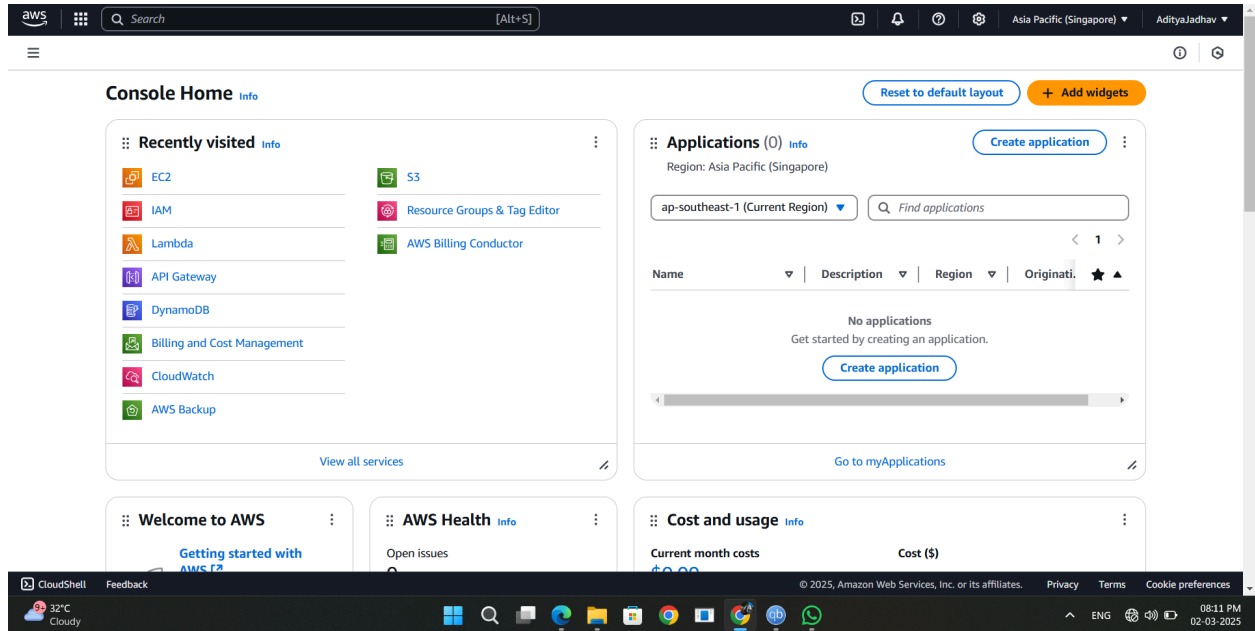 aws
Search [Alt+S]
Asia Pacific (Singapore) ▼
AdityaJadhav ▼
Console Home Info
Reset to default layout
+ Add widgets
Recently visited Info
EC2
IAM
Lambda
API Gateway
DynamoDB
Billing and Cost Management
CloudWatch
AWS Backup
S3
Resource Groups & Tag Editor
AWS Billing Conductor
View all services
Applications (0) Info
Create application
Region: Asia Pacific (Singapore)
ap-southeast-1 (Current Region) ▼
Find applications
1
Name
Description
Region
Originati.
No applications
Get started by creating an application.
Create application
Go to myApplications
Welcome to AWS
Getting started with
AWS
AWS Health Info
Open issues
Cost and usage Info
Current month costs
Cost ($)
CloudShell
Feedback
© 2025, Amazon Web Services, Inc. or its affiliates.
Privacy
Terms
Cookie preferences
9+
32°C
Cloudy
qb
ENG
08:11 PM
02-03-2025